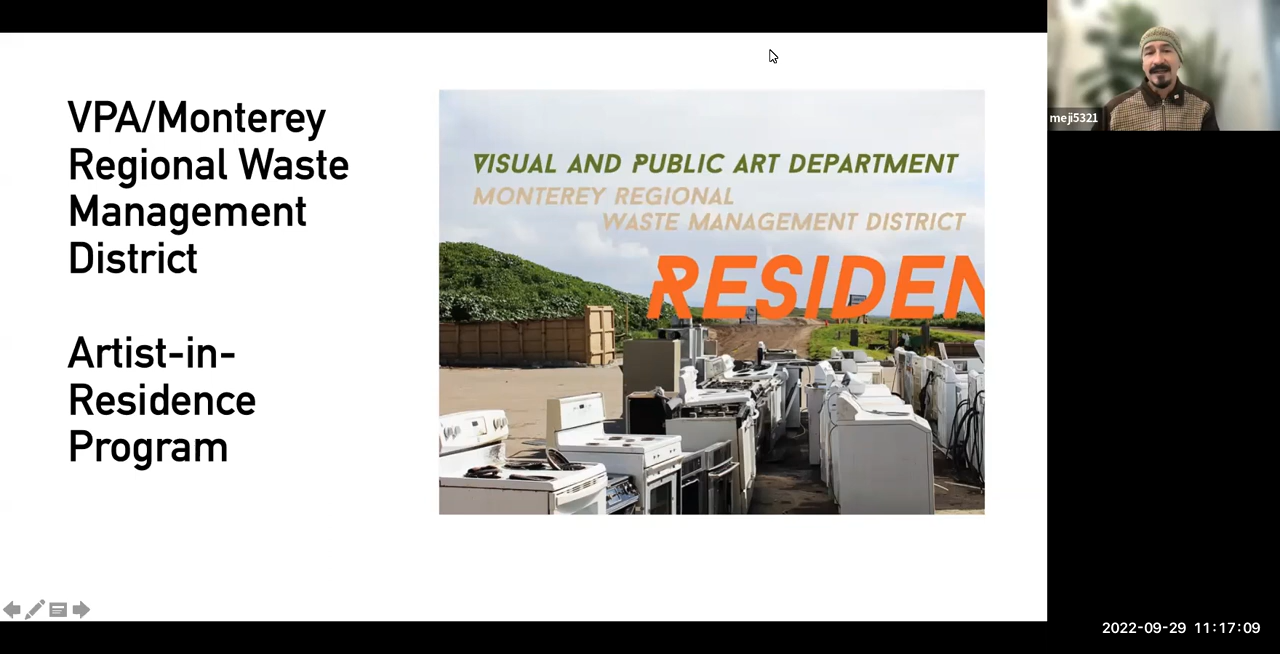 VPA/Monterey
Regional Waste
Management
District
Artist-in-
Residence
Program
VISUAL AND PUBLIC ART DEPARTMENT
MONTEREY REGIONAL
WASTE MANAGEMENT DISTRICT
RESIDEN
meji5321
2022-09-29 11:17:09